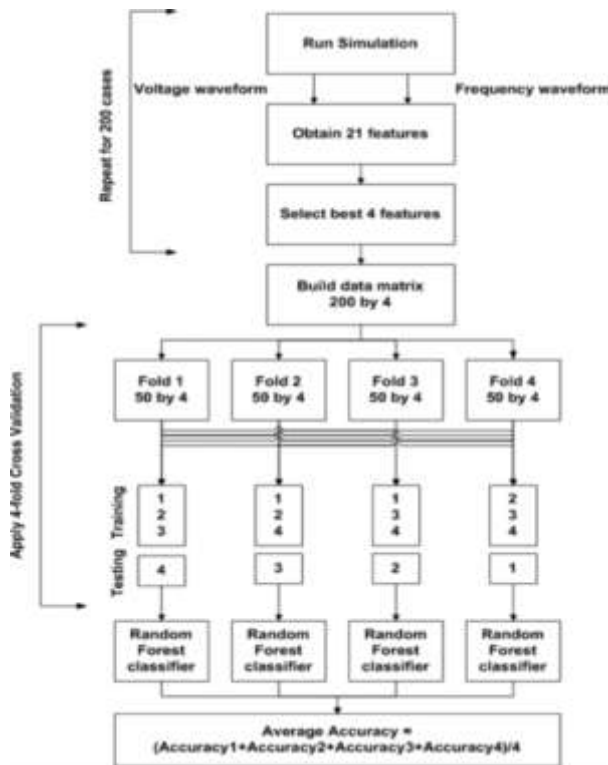 Run Simulation
Voltage waveform
Frequency waveform
Obtain 21 features
Select best 4 features
Repeat for 200 cases
Build data matrix
200 by 4
Apply 4-fold Cross Validation
Fold 1
50 by 4
Fold 2
50 by 4
Fold 3
50 by 4
Fold 4
50 by 4
Training
1
2
3
1
2
4
1
3
4
2
3
4
Testing
4
3
2
1
Random
Forest
classifier
Random
Forest
classifier
Random
Forest
classifier
Random
Forest
classifier
Average Accuracy =
(Accuracy1+Accuracy2+Accuracy3+Accuracy4)/4